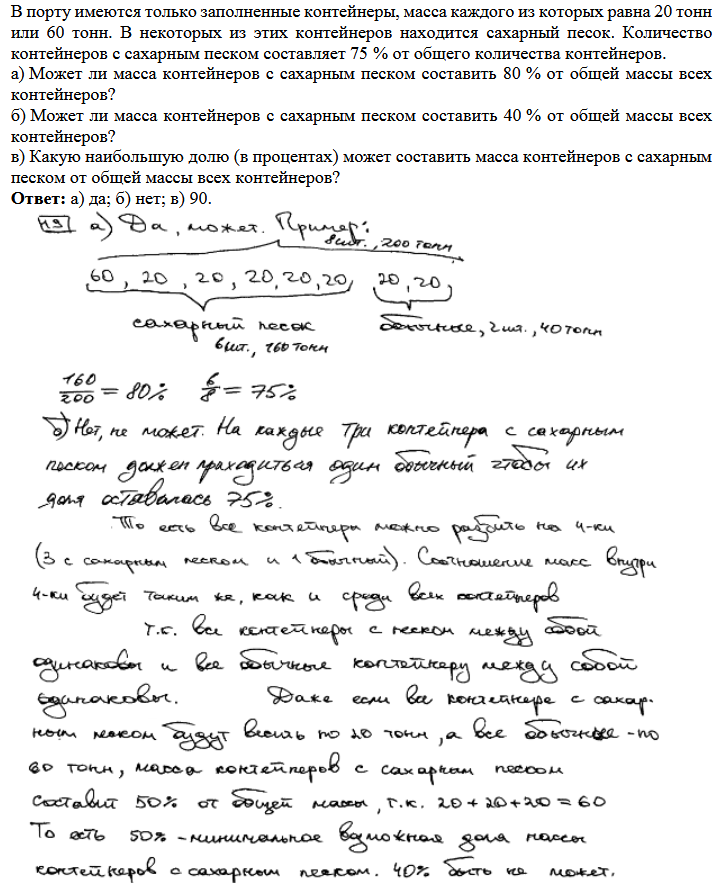 В порту имеются только заполненные контейнеры, масса каждого из которых равна 20 тонн
или 60 тонн. В некоторых из этих контейнеров находится сахарный песок. Количество
контейнеров с сахарным песком составляет 75 % от общего количества контейнеров.
а) Может ли масса контейнеров с сахарным песком составить 80 % от общей массы всех
контейнеров?
б) Может ли масса контейнеров с сахарным песком составить 40 % от общей массы всех
контейнеров?
в) Какую наибольшую долю (в процентах) может составить масса контейнеров с сахарным
песком от общей массы всех контейнеров?
Ответ: а) да; б) нет; в) 90.
19 а) Да, может. Пример:
8шт., 200 тонн
60, 20, 20, 20, 20, 20, 20, 20,
сахарный песок обычные, 2 шт., 40 тонн
6шт., 160 тонн
160/200 = 80% 6/8 = 75%
б) Нет, не может. На каждые три контейнера с сахарным
песком должен приходиться один обычный чтобы их
доля оставалась 75%.
То есть все контейнеры можно разбить на 4-ки
(3 с сахарным песком и 1 обычный). Соотношение масс внутри
4-ки будет таким же, как и среди всех контейнеров
т.к. все контейнеры с песком между собой
одинаковы и все обычные контейнеры между собой
одинаковы. Даже если все контейнеры с сахар-
ным песком будут весить по 20 тонн, а все обычные - по
60 тонн, масса контейнеров с сахарным песком
составит 50% от общей массы, т.к. 20 + 20 + 20 = 60
То есть 50% - минимальное возможная доля массы
контейнеров с сахарным песком. 40% быть не может.